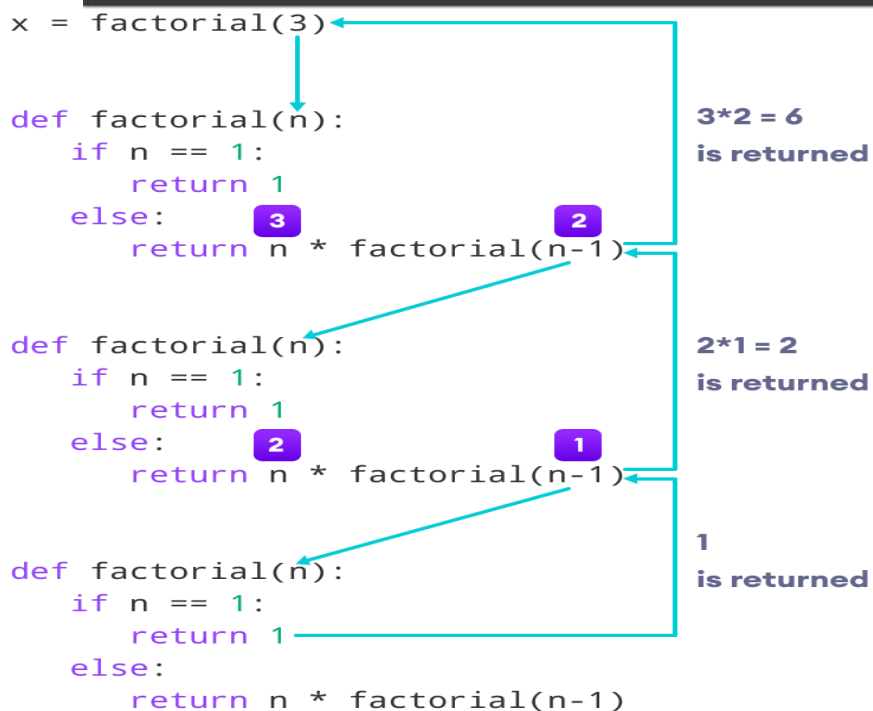 x = factorial(3)
def factorial(n):
   if n == 1:
      return 1
   else:
      return n * factorial(n-1)
3
2
3*2 = 6
is returned
def factorial(n):
   if n == 1:
      return 1
   else:
      return n * factorial(n-1)
2
1
2*1 = 2
is returned
def factorial(n):
   if n == 1:
      return 1
   else:
      return n * factorial(n-1)
1
is returned